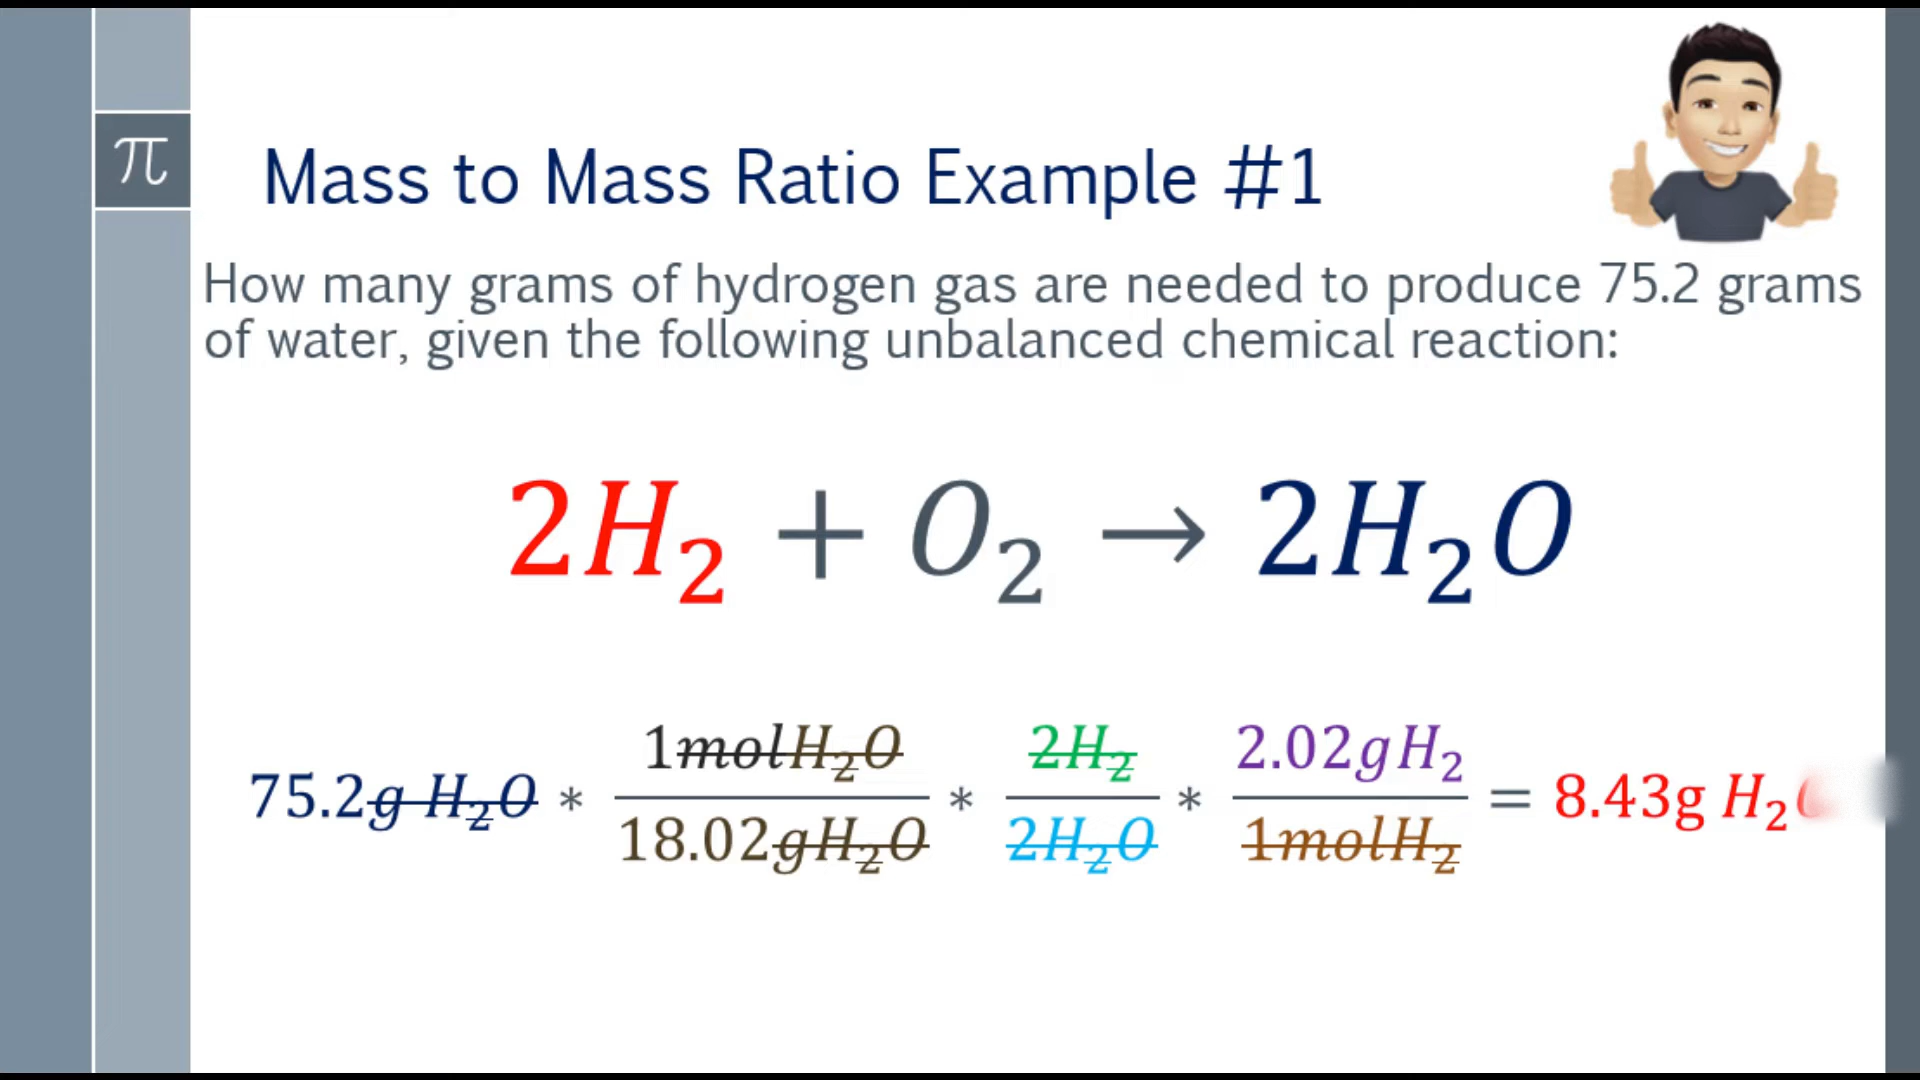 π
Mass to Mass Ratio Example #1
How many grams of hydrogen gas are needed to produce 75.2 grams
of water, given the following unbalanced chemical reaction:
2H₂ + O₂ → 2H₂O
75.2g H₂O * 1molH₂O / 18.02gH₂O * 2H₂ / 2H₂O * 2.02gH₂ / 1molH₂ = 8.43g H₂